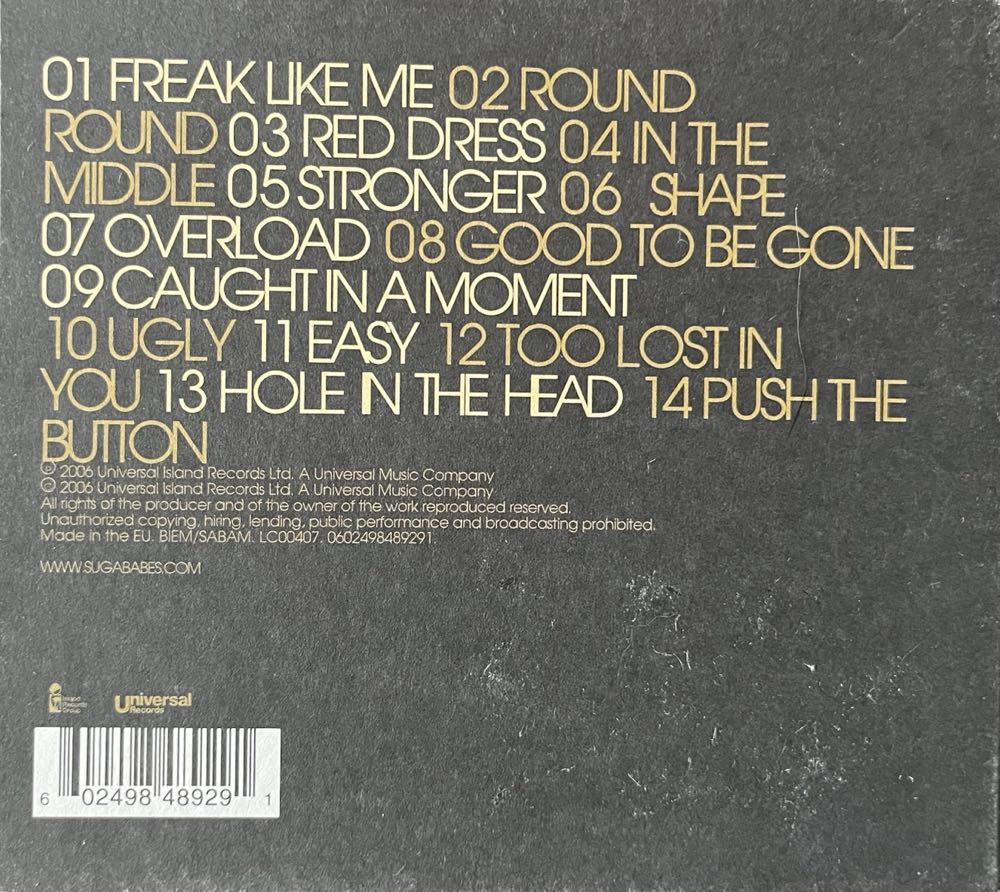 01 FREAK LIKE ME 02 ROUND
ROUND 03 RED DRESS 04 IN THE
MIDDLE 05 STRONGER 06 SHAPE
07 OVERLOAD 08 GOOD TO BE GONE
09 CAUGHT IN A MOMENT
10 UGLY 11 EASY 12 TOO LOST IN
YOU 13 HOLE IN THE HEAD 14 PUSH THE
BUTTON
℗ 2006 Universal Island Records Ltd. A Universal Music Company
© 2006 Universal Island Records Ltd. A Universal Music Company
All rights of the producer and of the owner of the work reproduced reserved.
Unauthorized copying, hiring, lending, public performance and broadcasting prohibited.
Made in the EU. BIEM/SABAM. LC00407. 0602498489291.
WWW.SUGABABES.COM
Island
Records
Group
Universal
Records
6 02498 48929 1